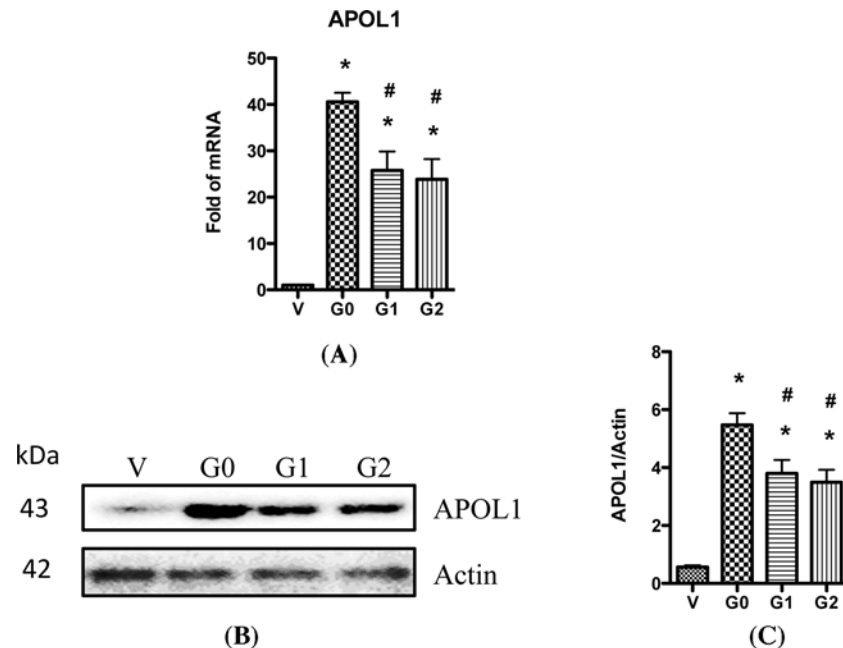 APOL1
Fold of mRNA
50
40
30
20
10
0
*
#
*
#
*
V G0 G1 G2
(A)
kDa
V G0 G1 G2
43 APOL1
42 Actin
(B)
APOL1/Actin
8
6
4
2
0
*
#
*
#
*
V G0 G1 G2
(C)